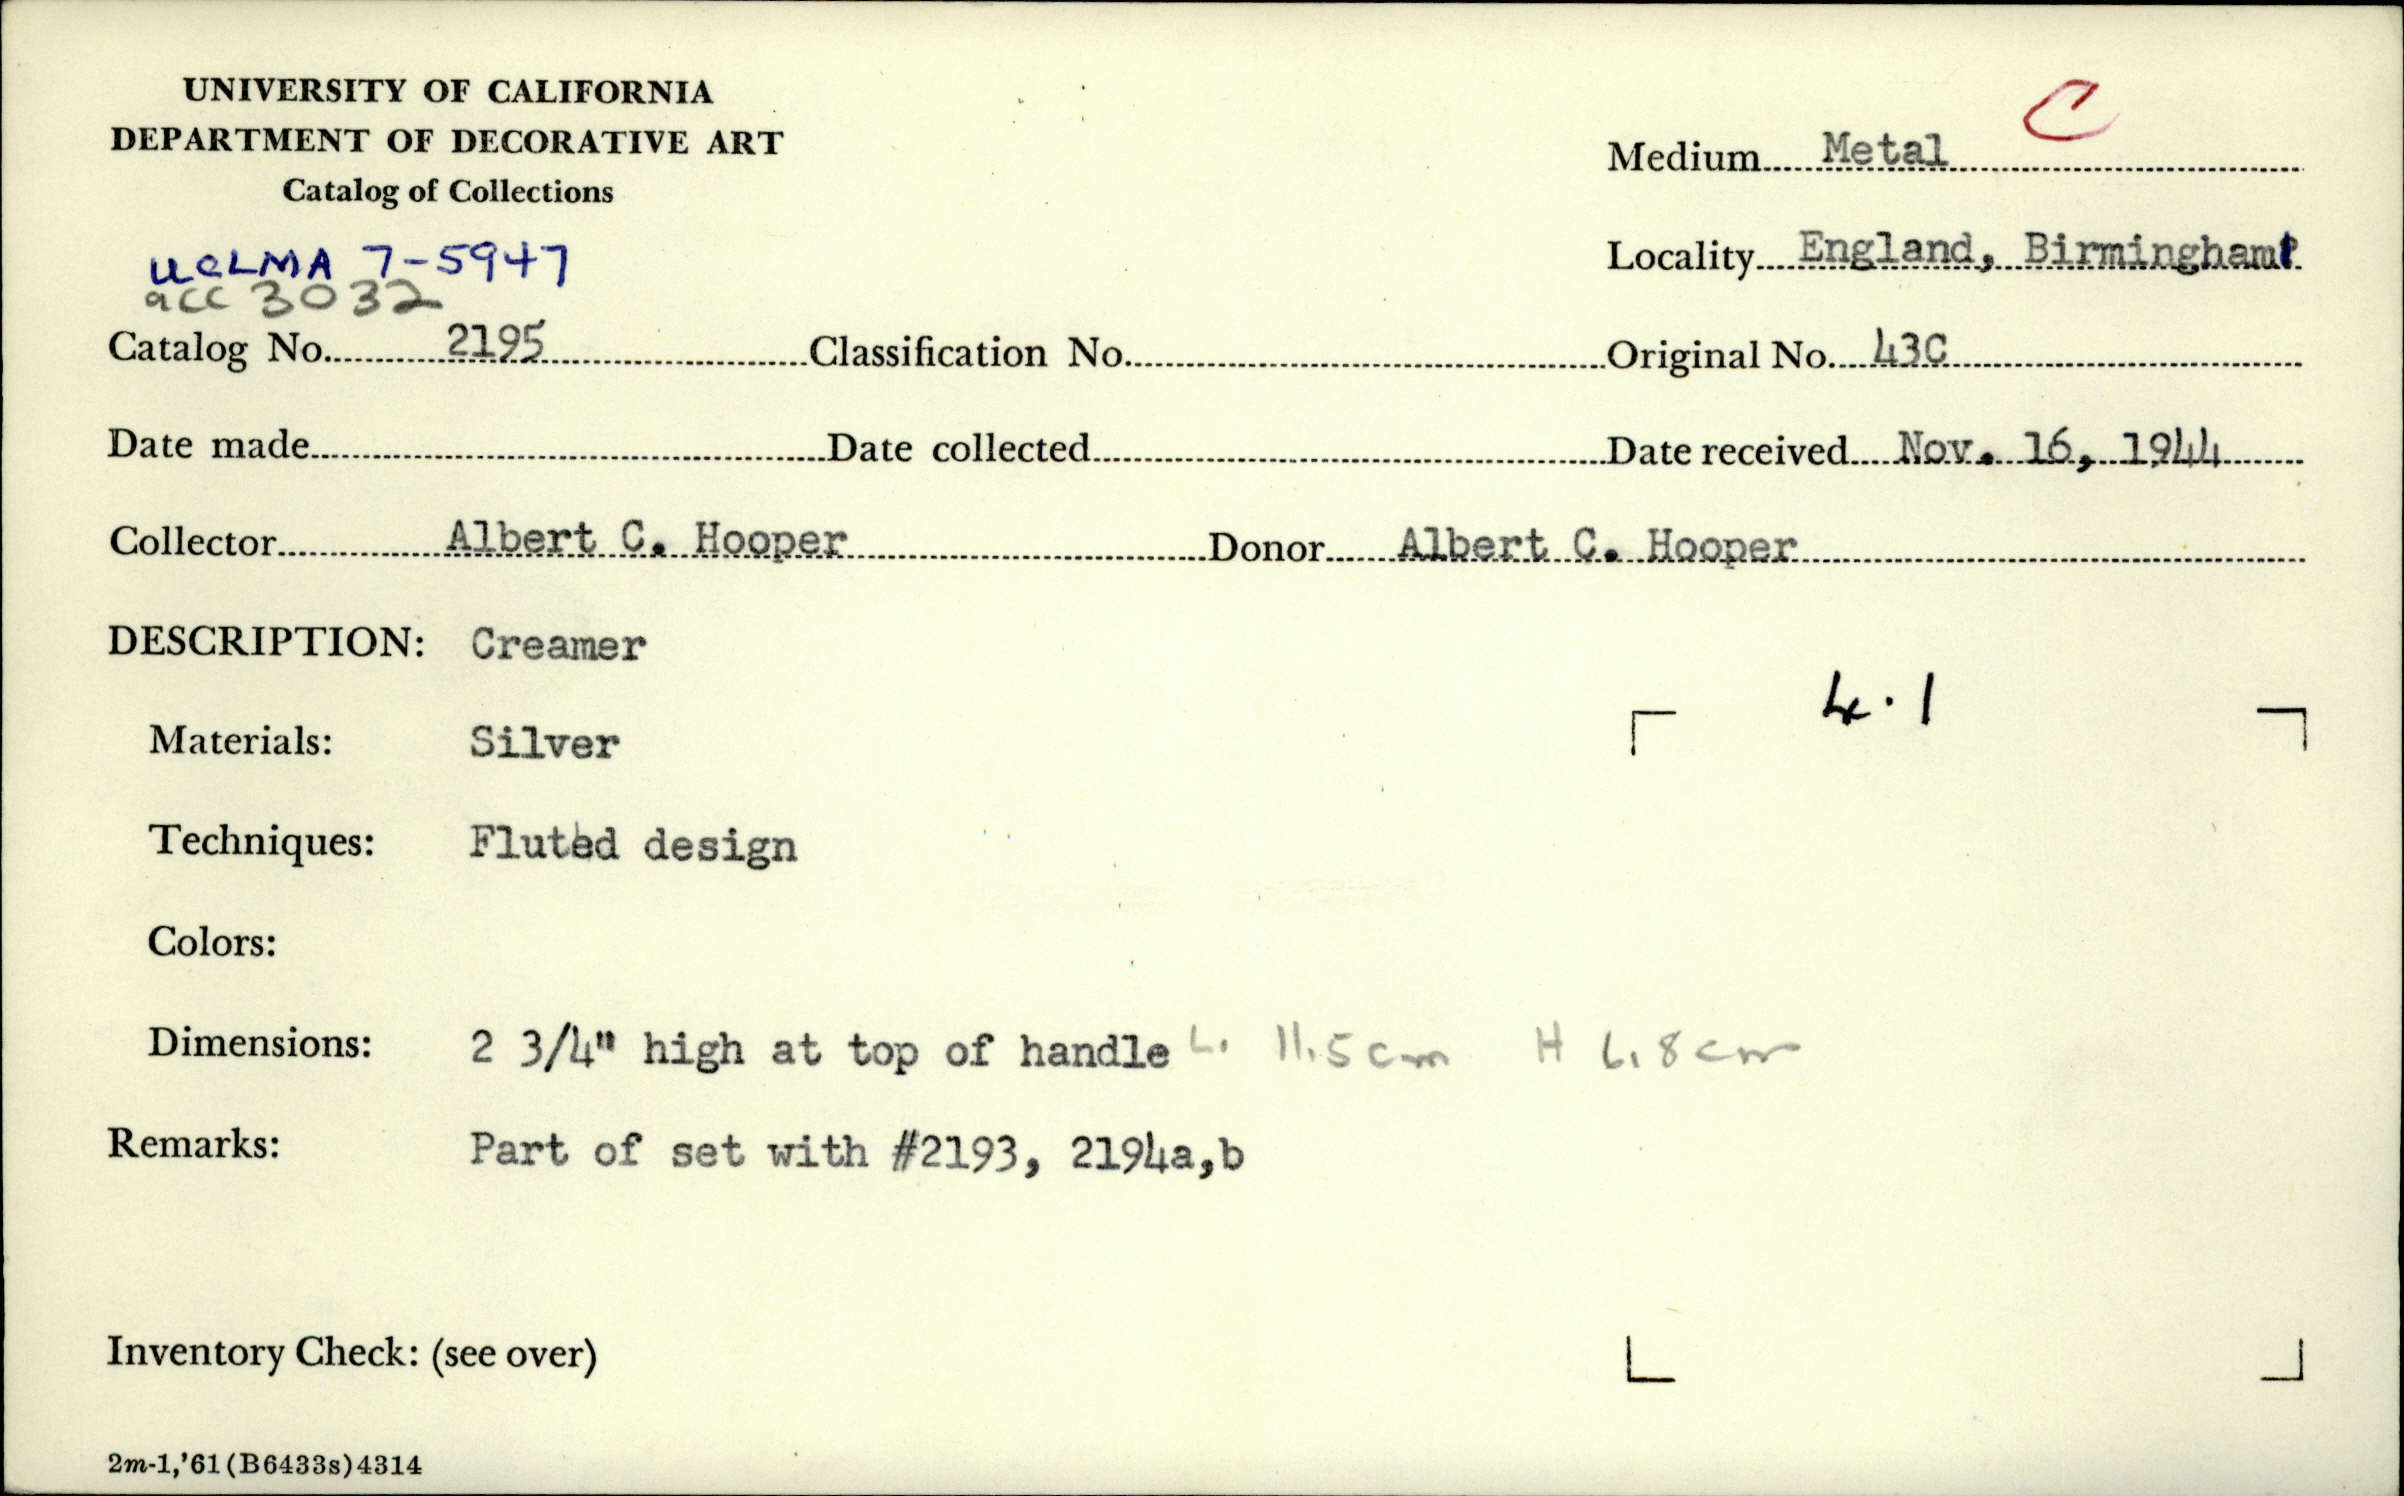 UNIVERSITY OF CALIFORNIA
DEPARTMENT OF DECORATIVE ART
Catalog of Collections
C
Medium Metal
UCLMA 7-5947
Locality England, Birmingham
acc 3032
Catalog No. 2195 Classification No. Original No. 43C
Date made Date collected Date received Nov. 16, 1944
Collector Albert C. Hooper Donor Albert C. Hooper
DESCRIPTION: Creamer
4.1
Materials: Silver
Techniques: Fluted design
Colors:
Dimensions: 2 3/4" high at top of handle L. 11.5 cm H 6.8 cm
Remarks: Part of set with #2193, 2194a,b
Inventory Check: (see over)
2m-1,'61(B6433s)4314